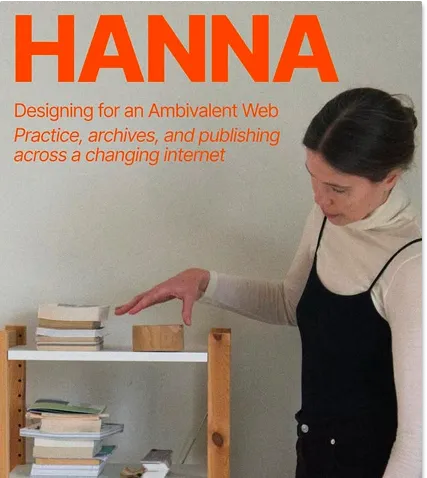 HANNA
Designing for an Ambivalent Web
Practice, archives, and publishing
across a changing internet